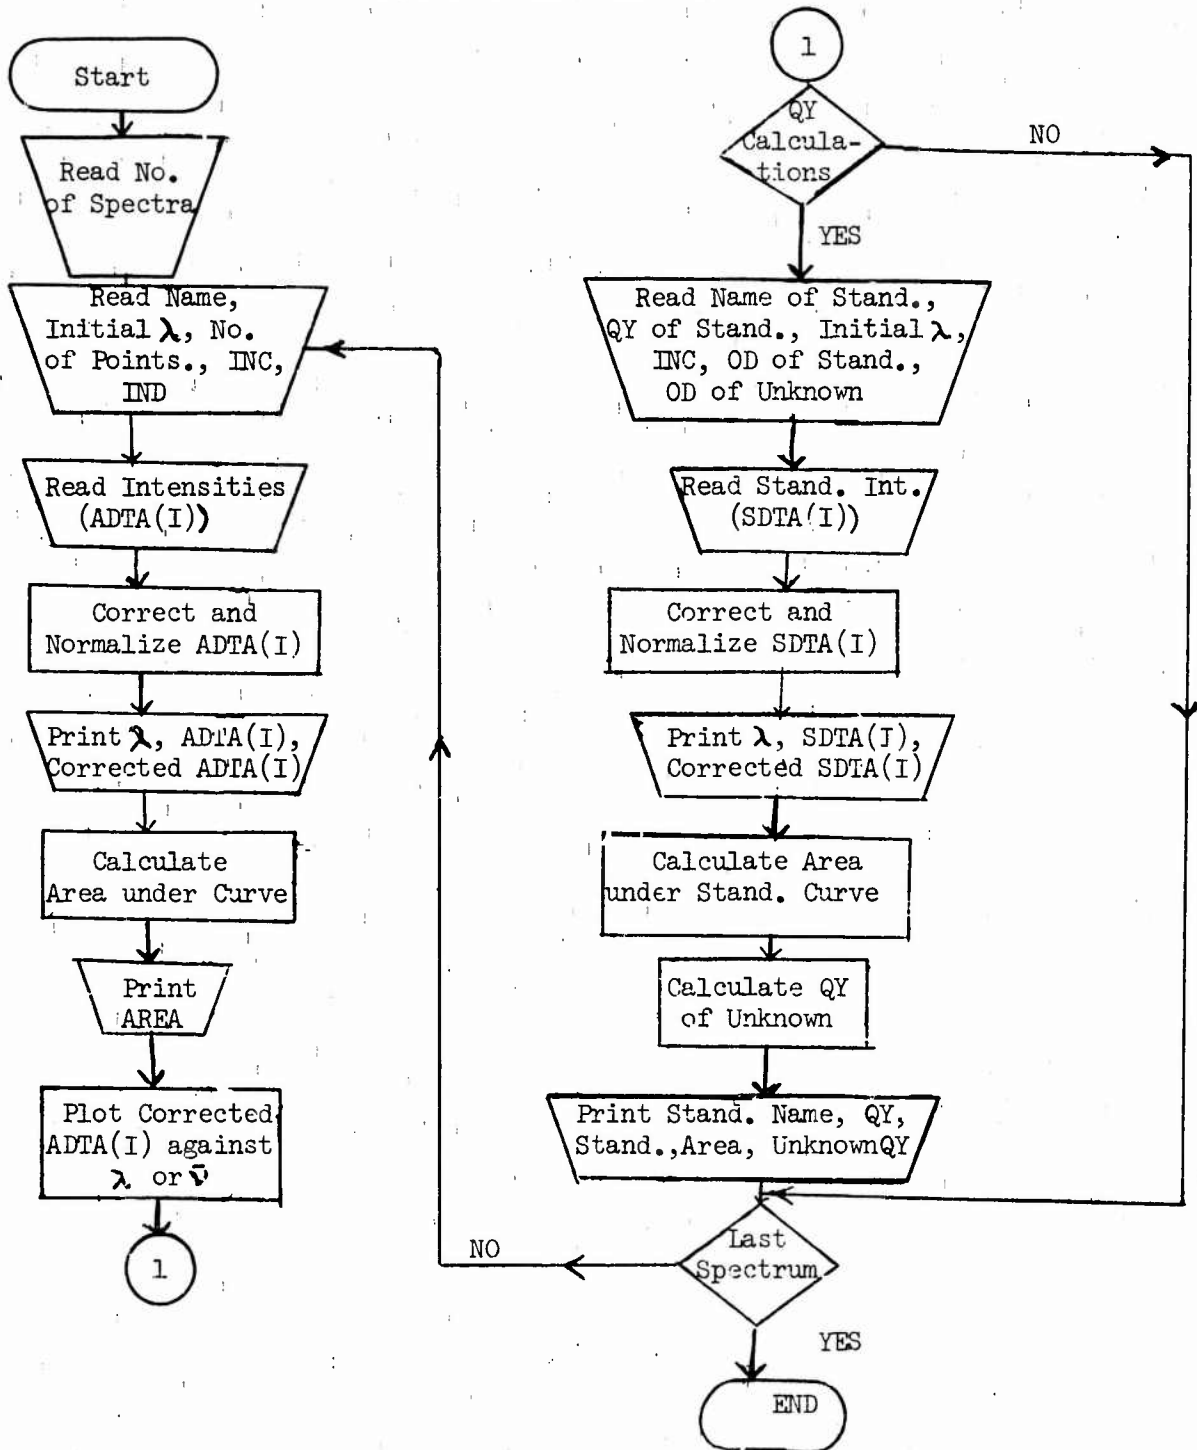 Start
Read No.
of Spectra
Read Name,
Initial λ, No.
of Points., INC,
IND
Read Intensities
(ADTA(I))
Correct and
Normalize ADTA(I)
Print λ, ADTA(I),
Corrected ADTA(I)
Calculate
Area under Curve
Print
AREA
Plot Corrected
ADTA(I) against
λ or ν̄
1
1
QY
Calcula-
tions
NO
YES
Read Name of Stand.,
QY of Stand., Initial λ,
INC, OD of Stand.,
OD of Unknown
Read Stand. Int.
(SDTA(I))
Correct and
Normalize SDTA(I)
Print λ, SDTA(I),
Corrected SDTA(I)
Calculate Area
under Stand. Curve
Calculate QY
of Unknown
Print Stand. Name, QY,
Stand.,Area, UnknownQY
Last
Spectrum
NO
YES
END